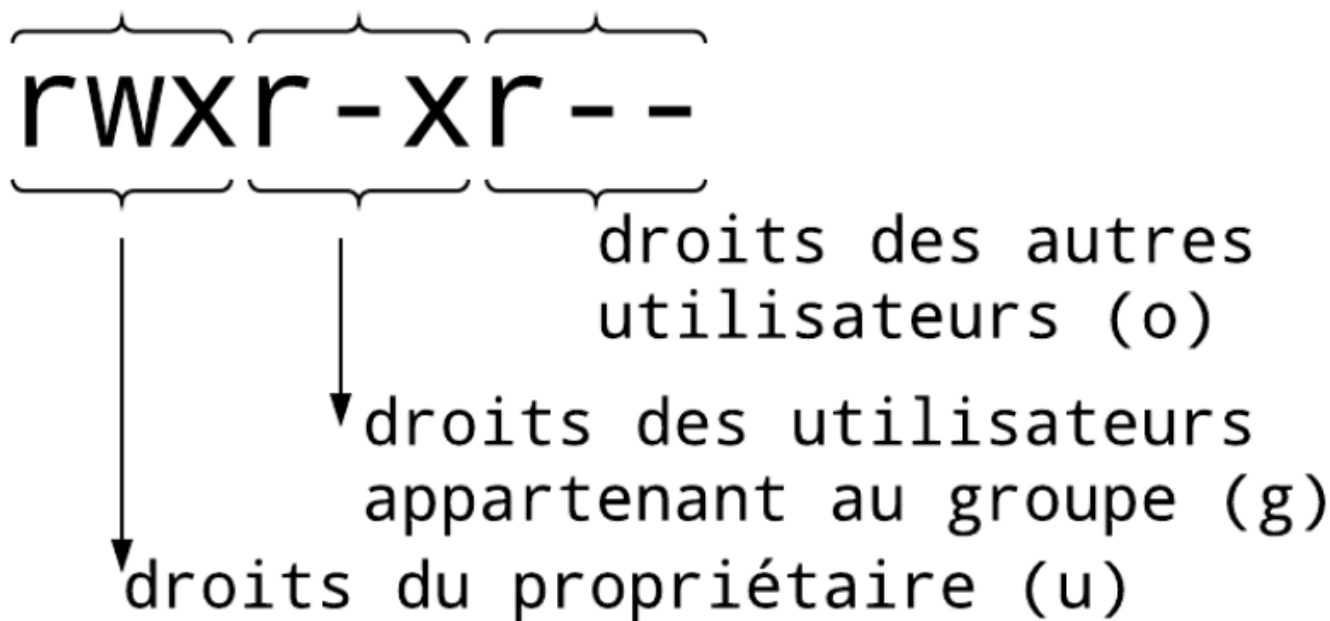 rwxr-xr--
droits des autres
utilisateurs (o)
droits des utilisateurs
appartenant au groupe (g)
droits du propriétaire (u)